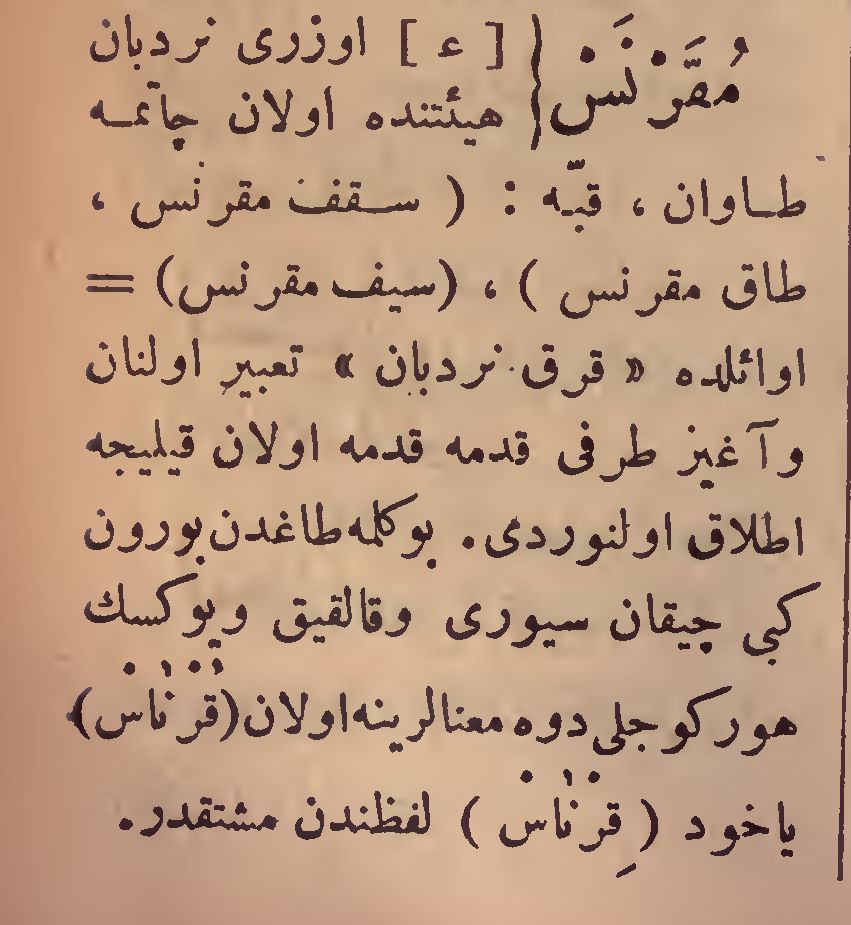 مُقَرْنَسْ { [ ع ] اوزری نردبان
هیئتنده اولان چاتمه
طاوان ، قبّه : ( سقف مقرنس ،
طاق مقرنس ) ، (سیف مقرنس) =
اوائلده « قرق نردبان » تعبیر اولنان
وآغیز طرفی قدمه قدمه اولان قیلیجه
اطلاق اولنوردی. بوکلمه طاغدن بورون
کبی چیقان سیوری وقالقیق ویوکسك
هورکوجلی دوه معنالرینه اولان (قرناس)
یاخود ( قِرناس ) لفظندن مشتقدر.